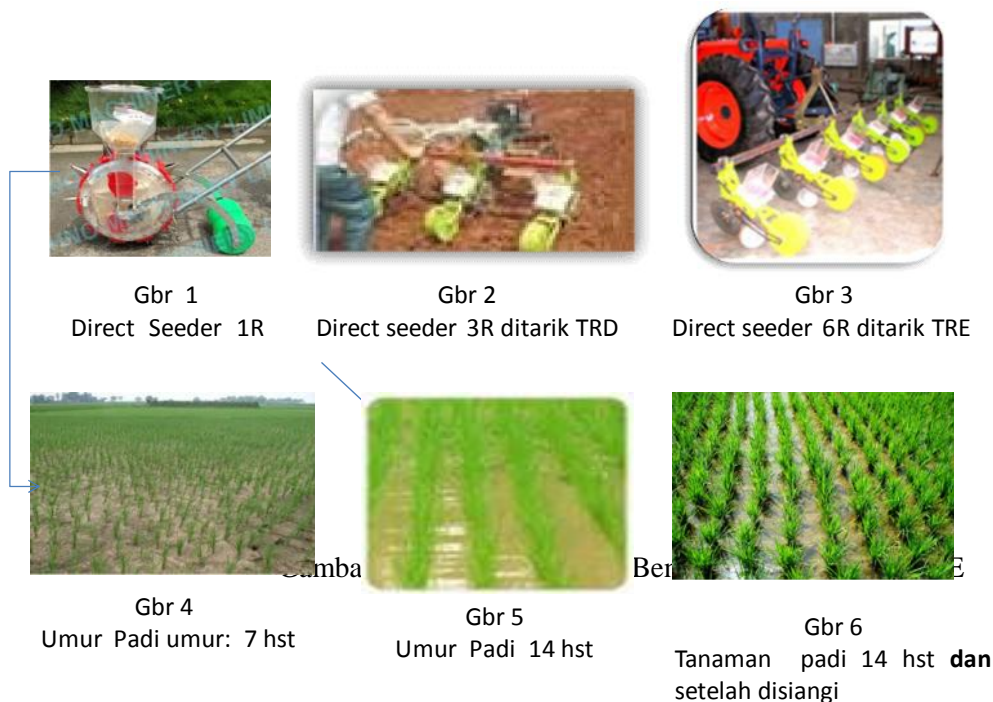 Gbr 1
Direct Seeder 1R
Gbr 2
Direct seeder 3R ditarik TRD
Gbr 3
Direct seeder 6R ditarik TRE
Gbr 4
Umur Padi umur: 7 hst
Gbr 5
Umur Padi 14 hst
Gbr 6
Tanaman padi 14 hst dan
setelah disiangi